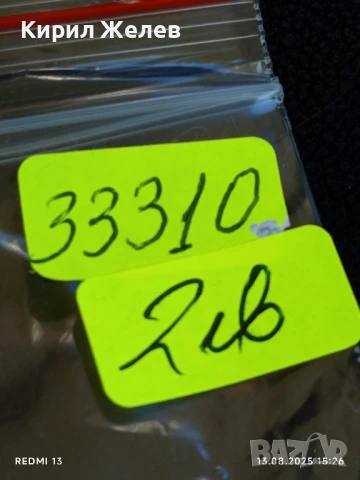 Кирил Желев
33310
2лв
REDMI 13
13.08.2025 15:26
BAZAR